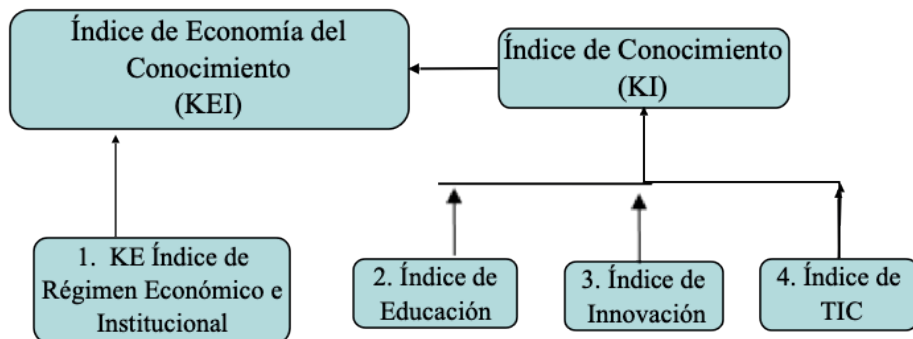 Índice de Economía del
Conocimiento
(KEI)
Índice de Conocimiento
(KI)
1. KE Índice de
Régimen Económico e
Institucional
2. Índice de
Educación
3. Índice de
Innovación
4. Índice de
TIC